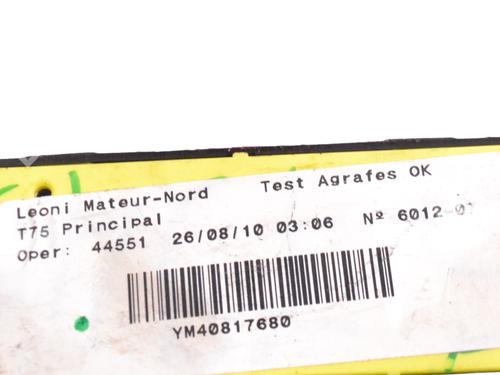 Leoni Mateur-Nord Test Agrafes OK
T75 Principal
Oper: 44551 26/08/10 03:06 Nº 6012-0
YM40817680